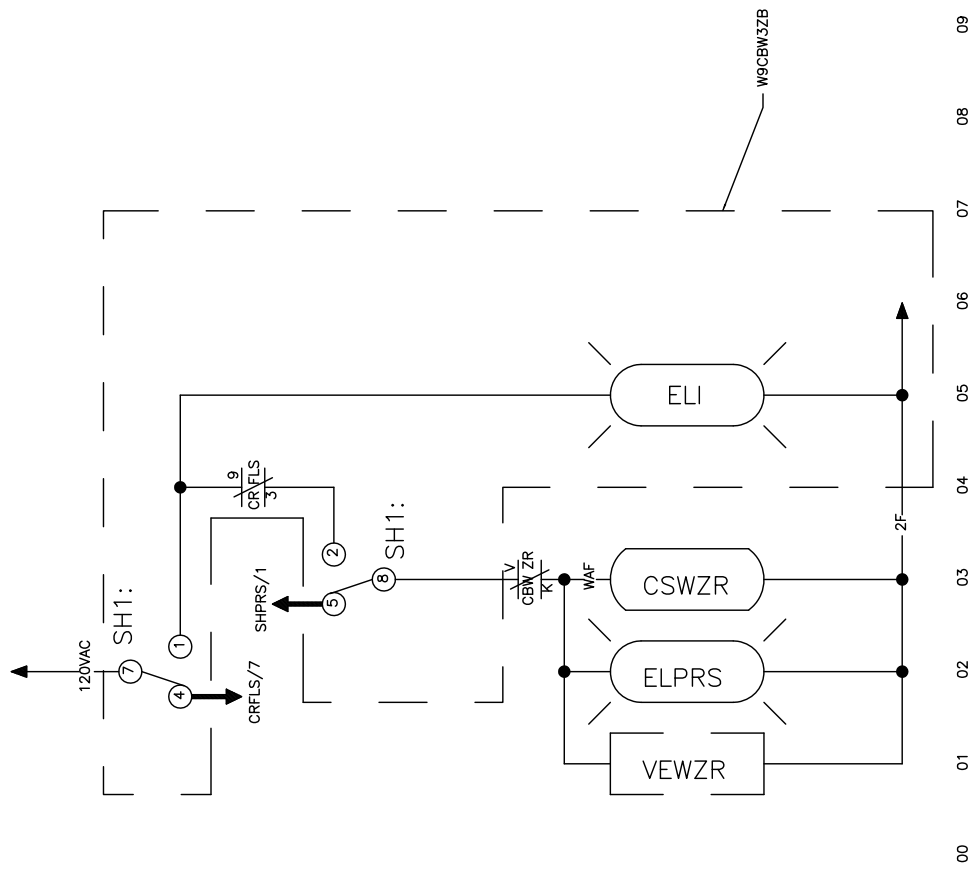 09
W9CBW3ZB
08
07
06
05
ELI
9
CRFLS
3
04
2F
2
SH1:
8
V
CBW ZR
K
WAF
CSWZR
03
SHPRS/1
5
SH1:
1
120VAC
7
4
CRFLS/7
ELPRS
02
VEWZR
01
00